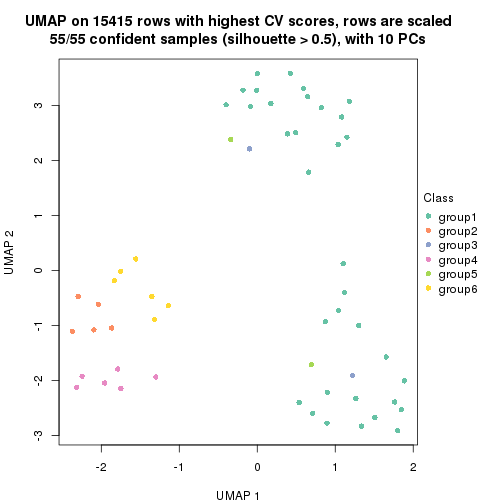 UMAP on 15415 rows with highest CV scores, rows are scaled
55/55 confident samples (silhouette > 0.5), with 10 PCs
3
2
1
0
-1
-2
-3
UMAP 2
-2
-1
0
1
2
UMAP 1
Class
group1
group2
group3
group4
group5
group6